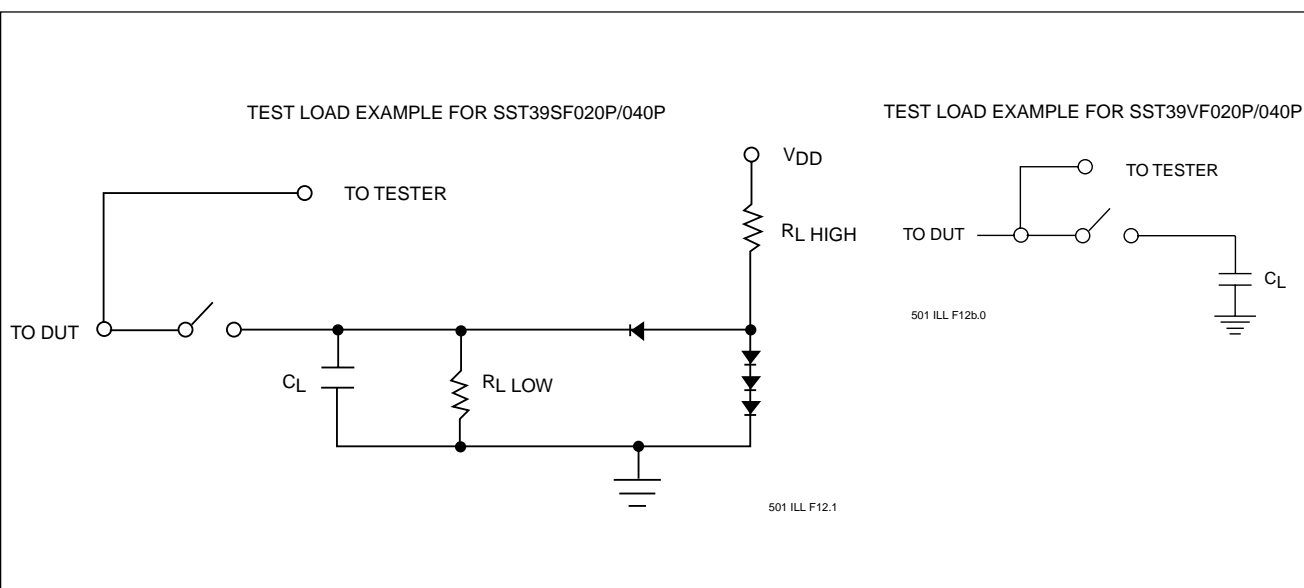 TEST LOAD EXAMPLE FOR SST39SF020P/040P
VDD
TO TESTER
RL HIGH
TO DUT
CL
RL LOW
501 ILL F12.1
TEST LOAD EXAMPLE FOR SST39VF020P/040P
TO TESTER
TO DUT
CL
501 ILL F12b.0